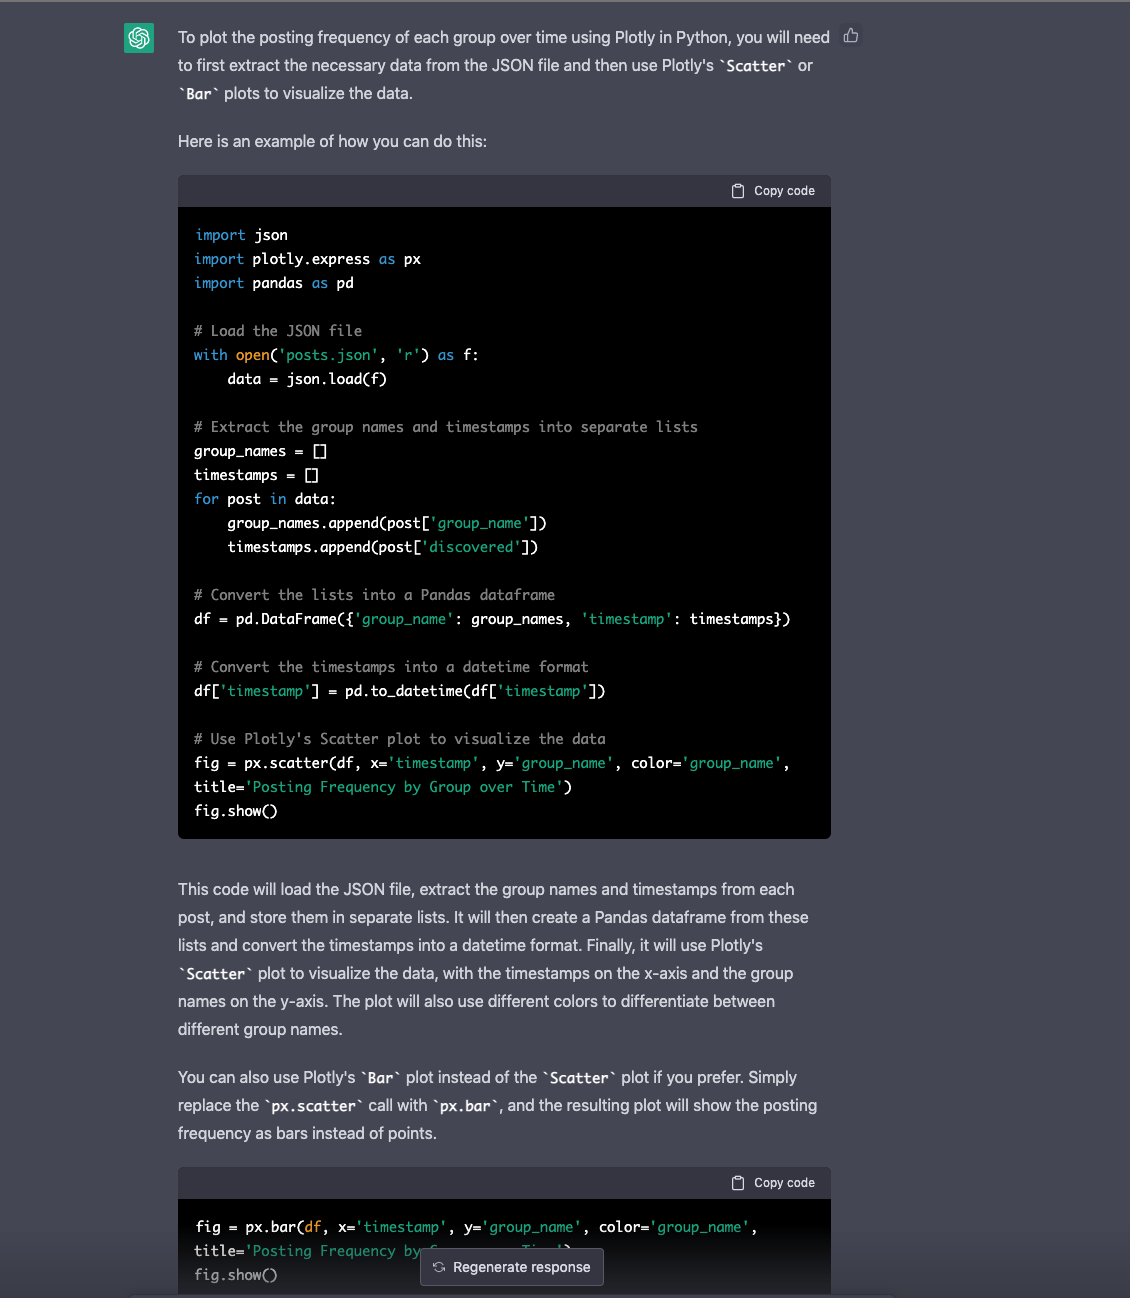 To plot the posting frequency of each group over time using Plotly in Python, you will need
to first extract the necessary data from the JSON file and then use Plotly's `Scatter` or
`Bar` plots to visualize the data.
Here is an example of how you can do this:
Copy code
import json
import plotly.express as px
import pandas as pd
# Load the JSON file
with open('posts.json', 'r') as f:
    data = json.load(f)
# Extract the group names and timestamps into separate lists
group_names = []
timestamps = []
for post in data:
    group_names.append(post['group_name'])
    timestamps.append(post['discovered'])
# Convert the lists into a Pandas dataframe
df = pd.DataFrame({'group_name': group_names, 'timestamp': timestamps})
# Convert the timestamps into a datetime format
df['timestamp'] = pd.to_datetime(df['timestamp'])
# Use Plotly's Scatter plot to visualize the data
fig = px.scatter(df, x='timestamp', y='group_name', color='group_name',
title='Posting Frequency by Group over Time')
fig.show()
This code will load the JSON file, extract the group names and timestamps from each
post, and store them in separate lists. It will then create a Pandas dataframe from these
lists and convert the timestamps into a datetime format. Finally, it will use Plotly's
`Scatter` plot to visualize the data, with the timestamps on the x-axis and the group
names on the y-axis. The plot will also use different colors to differentiate between
different group names.
You can also use Plotly's `Bar` plot instead of the `Scatter` plot if you prefer. Simply
replace the `px.scatter` call with `px.bar`, and the resulting plot will show the posting
frequency as bars instead of points.
Copy code
fig = px.bar(df, x='timestamp', y='group_name', color='group_name',
title='Posting Frequency by
Regenerate response
fig.show()